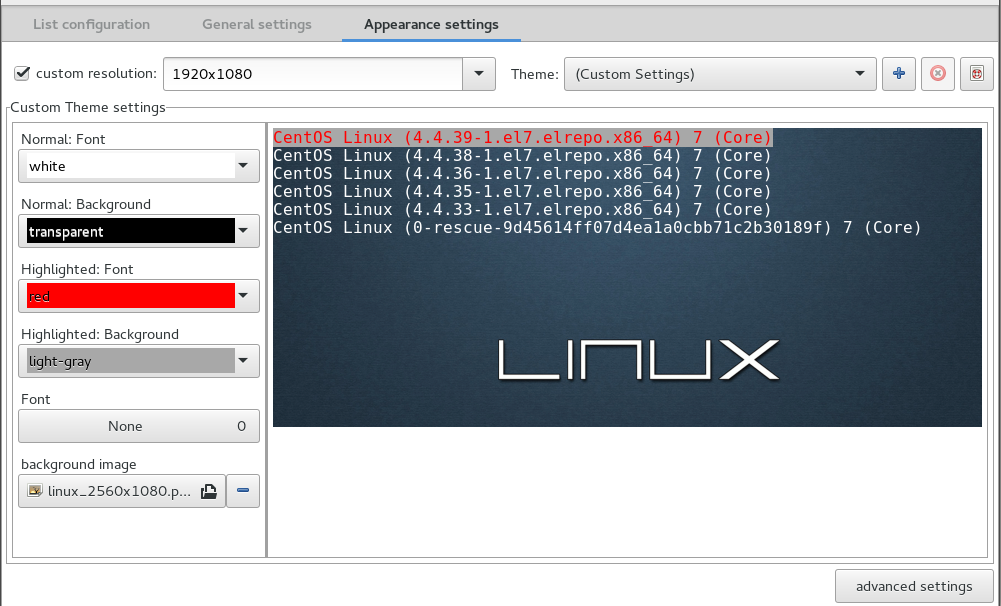 List configuration General settings Appearance settings
custom resolution: 1920x1080 Theme: (Custom Settings)
Custom Theme settings
Normal: Font
white
Normal: Background
transparent
Highlighted: Font
red
Highlighted: Background
light-gray
Font
None 0
background image
linux_2560x1080.p...
CentOS Linux (4.4.39-1.el7.elrepo.x86_64) 7 (Core)
CentOS Linux (4.4.38-1.el7.elrepo.x86_64) 7 (Core)
CentOS Linux (4.4.36-1.el7.elrepo.x86_64) 7 (Core)
CentOS Linux (4.4.35-1.el7.elrepo.x86_64) 7 (Core)
CentOS Linux (4.4.33-1.el7.elrepo.x86_64) 7 (Core)
CentOS Linux (0-rescue-9d45614ff07d4ea1a0cbb71c2b30189f) 7 (Core)
LINUX
advanced settings